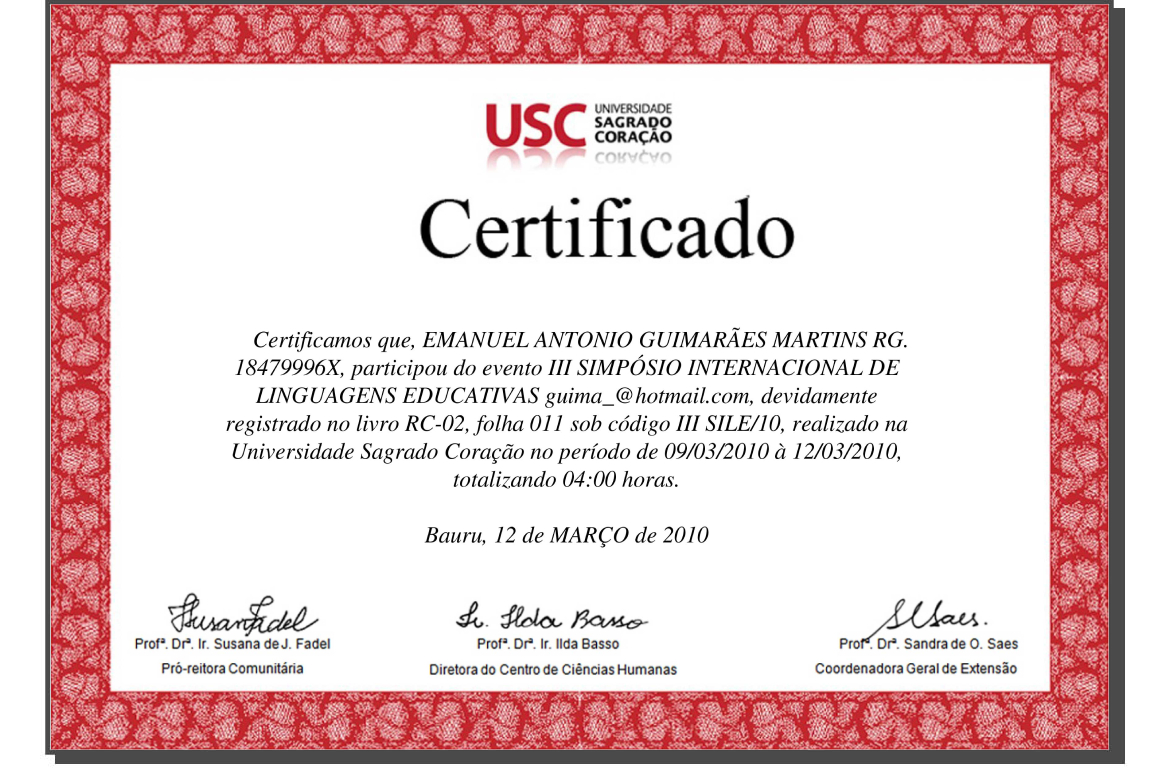 USC UNIVERSIDADE
SAGRADO
CORAÇÃO
Certificado
Certificamos que, EMANUEL ANTONIO GUIMARÃES MARTINS RG.
18479996X, participou do evento III SIMPÓSIO INTERNACIONAL DE
LINGUAGENS EDUCATIVAS guima_@hotmail.com, devidamente
registrado no livro RC-02, folha 011 sob código III SILE/10, realizado na
Universidade Sagrado Coração no período de 09/03/2010 à 12/03/2010,
totalizando 04:00 horas.
Bauru, 12 de MARÇO de 2010
Susan Fadel
Ir. Ilda Basso
SSaes.
Profª. Drª. Ir. Susana de J. Fadel
Profª. Drª. Ir. Ilda Basso
Profª. Drª. Sandra de O. Saes
Pró-reitora Comunitária
Diretora do Centro de Ciências Humanas
Coordenadora Geral de Extensão